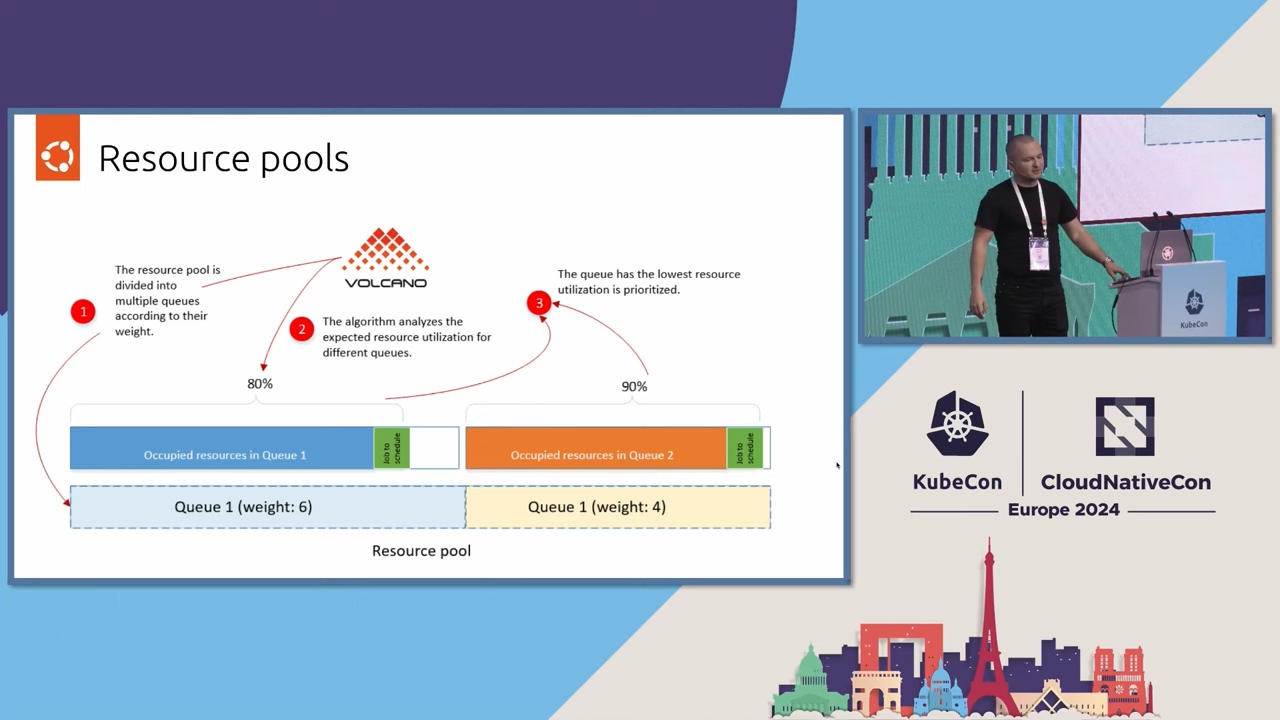 Resource pools
The resource pool is
divided into
multiple queues
according to their
weight.
1
VOLCANO
2
The algorithm analyzes the
expected resource utilization for
different queues.
3
The queue has the lowest resource
utilization is prioritized.
80%
90%
Occupied resources in Queue 1
Job to
schedule
Occupied resources in Queue 2
Job to
schedule
Queue 1 (weight: 6)
Queue 1 (weight: 4)
Resource pool
KubeCon
KubeCon
CloudNativeCon
Europe 2024